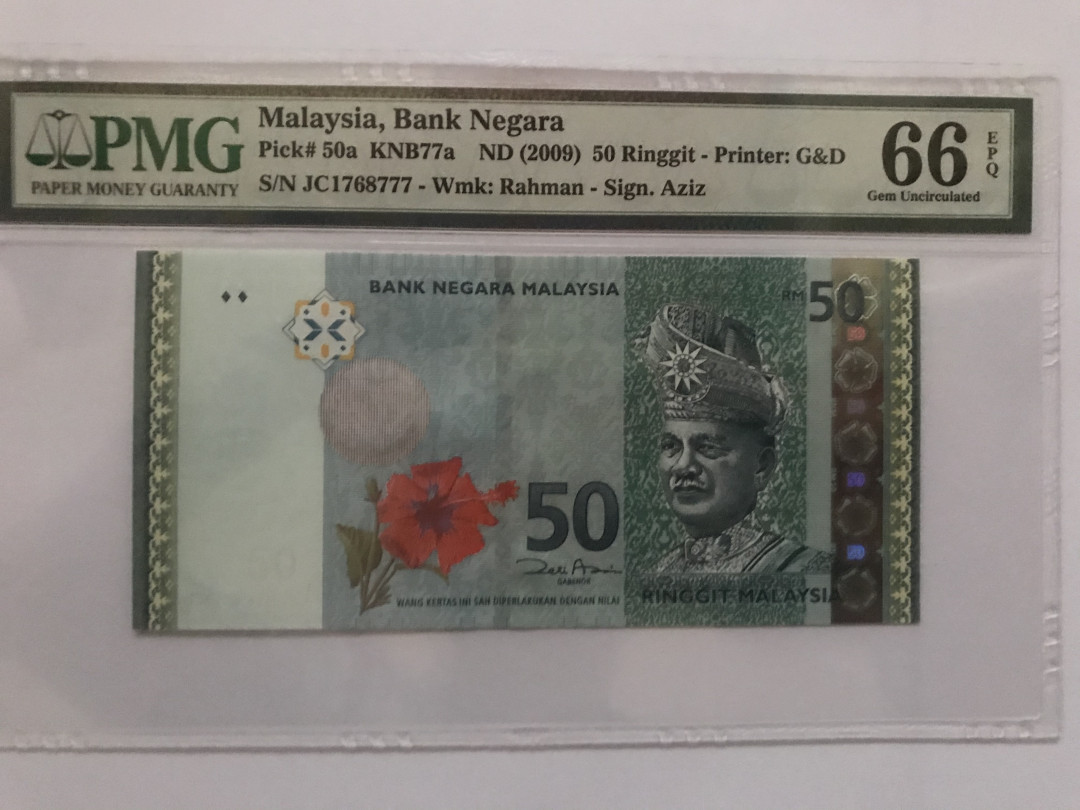 PMG
PAPER MONEY GUARANTY
Malaysia, Bank Negara
Pick# 50a KNB77a ND (2009) 50 Ringgit - Printer: G&D
S/N JC1768777 - Wmk: Rahman - Sign. Aziz
66
EPQ
Gem Uncirculated
BANK NEGARA MALAYSIA
RM50
50
GABENOR
WANG KERTAS INI SAH DIPERLAKUKAN DENGAN NILAI
RINGGIT MALAYSIA